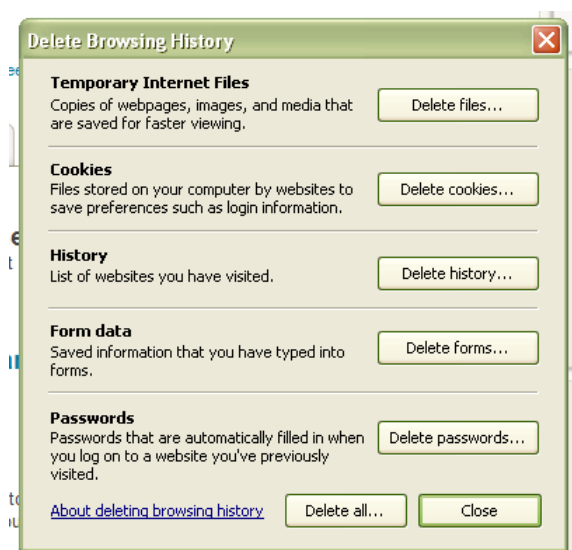 Delete Browsing History
Temporary Internet Files
Copies of webpages, images, and media that
are saved for faster viewing.
Delete files...
Cookies
Files stored on your computer by websites to
save preferences such as login information.
Delete cookies...
History
List of websites you have visited.
Delete history...
Form data
Saved information that you have typed into
forms.
Delete forms...
Passwords
Passwords that are automatically filled in when
you log on to a website you've previously
visited.
Delete passwords...
About deleting browsing history
Delete all...
Close